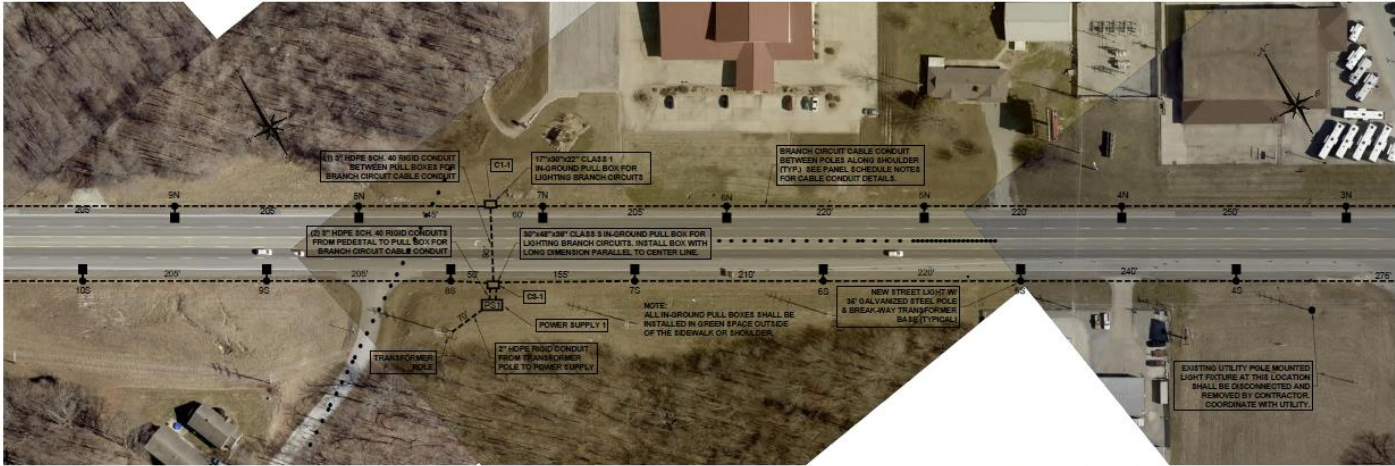 (1) 3" HDPE SCH. 40 RIGID CONDUIT
BETWEEN PULL BOXES FOR
BRANCH CIRCUIT CABLE CONDUIT
C1-1
17"x30"x22" CLASS 1
IN-GROUND PULL BOX FOR
LIGHTING BRANCH CIRCUITS
BRANCH CIRCUIT CABLE CONDUIT
BETWEEN POLES ALONG SHOULDER
(TYP.) SEE PANEL SCHEDULE NOTES
FOR CABLE CONDUIT DETAILS.
9N
8N
7N
6N
5N
4N
3N
205'
205'
145'
60'
205'
220'
220'
(2) 3" HDPE SCH. 40 RIGID CONDUITS
FROM PEDESTAL TO PULL BOX FOR
BRANCH CIRCUIT CABLE CONDUIT
30"x48"x36" CLASS 5 IN-GROUND PULL BOX FOR
LIGHTING BRANCH CIRCUITS. INSTALL BOX WITH
LONG DIMENSION PARALLEL TO CENTER LINE.
205'
50'
155'
210'
220'
240'
276'
10S
9S
8S
7S
6S
4S
C5-1
PS1
70'
POWER SUPPLY 1
NOTE:
ALL IN-GROUND PULL BOXES SHALL BE
INSTALLED IN GREEN SPACE OUTSIDE
OF THE SIDEWALK OR SHOULDER.
NEW STREET LIGHT W/
35' GALVANIZED STEEL POLE
& BREAK-WAY TRANSFORMER
BASE (TYPICAL)
TRANSFORMER
POLE
2" HDPE RIGID CONDUIT
FROM TRANSFORMER
POLE TO POWER SUPPLY
EXISTING UTILITY POLE MOUNTED
LIGHT FIXTURE AT THIS LOCATION
SHALL BE DISCONNECTED AND
REMOVED BY CONTRACTOR.
COORDINATE WITH UTILITY.